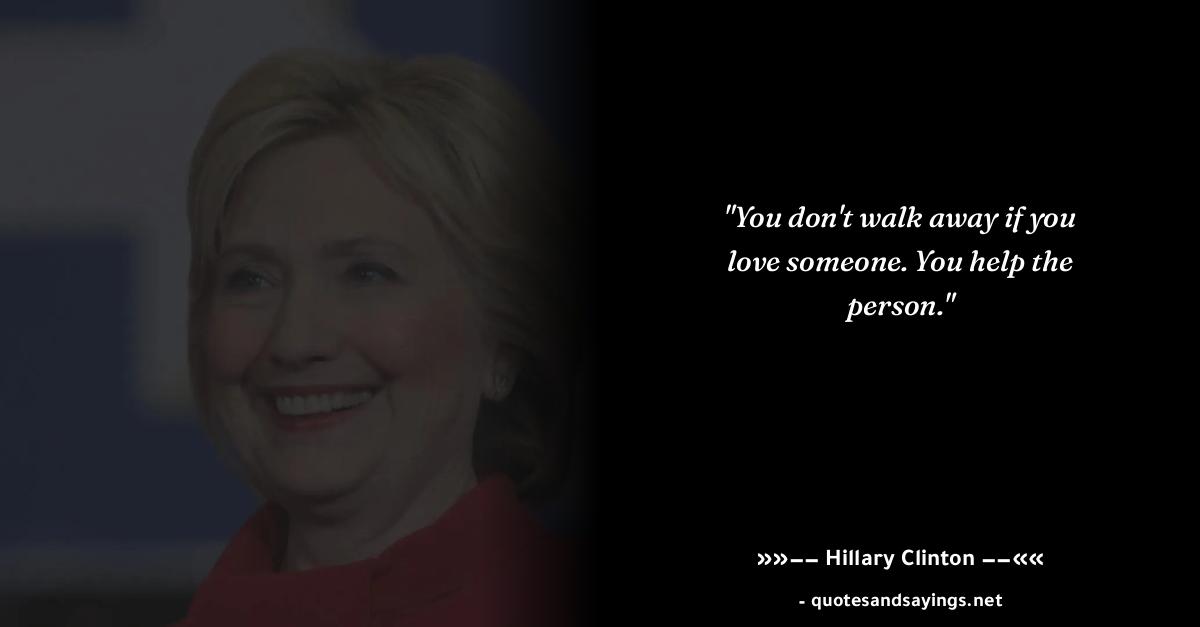 "You don't walk away if you
love someone. You help the
person."
»»−− Hillary Clinton −−««
- quotesandsayings.net